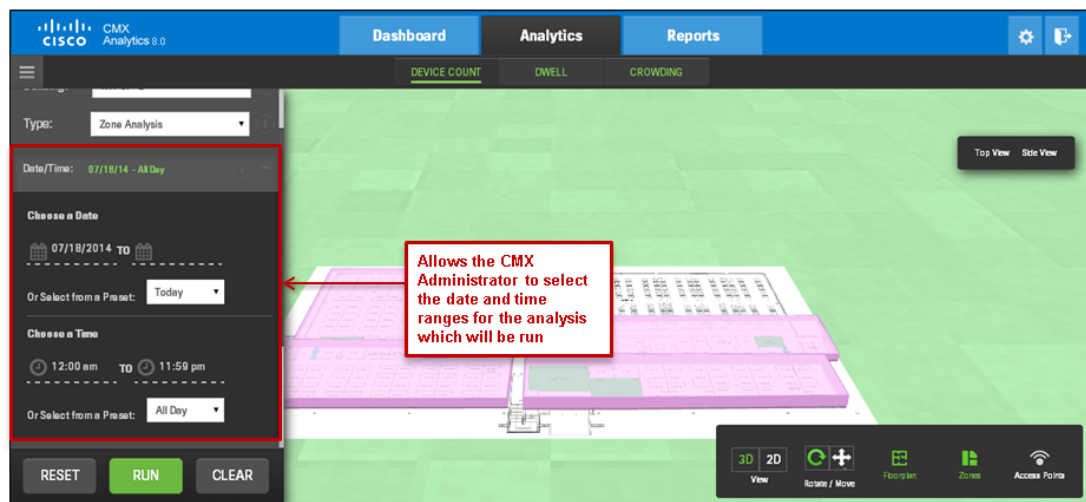 CISCO
CMX
Analytics 8.0
Dashboard
Analytics
Reports
DEVICE COUNT
DWELL
CROWDING
Type:
Zone Analysis
Date/Time:
07/18/14 - All Day
Choose a Date
07/18/2014 TO
Or Select from a Preset:
Today
Choose a Time
12:00 am TO 11:59 pm
Or Select from a Preset:
All Day
RESET
RUN
CLEAR
Allows the CMX
Administrator to select
the date and time
ranges for the analysis
which will be run
Top View Side View
3D 2D
View
Rotate / Move
Floorplan
Zones
Access Points